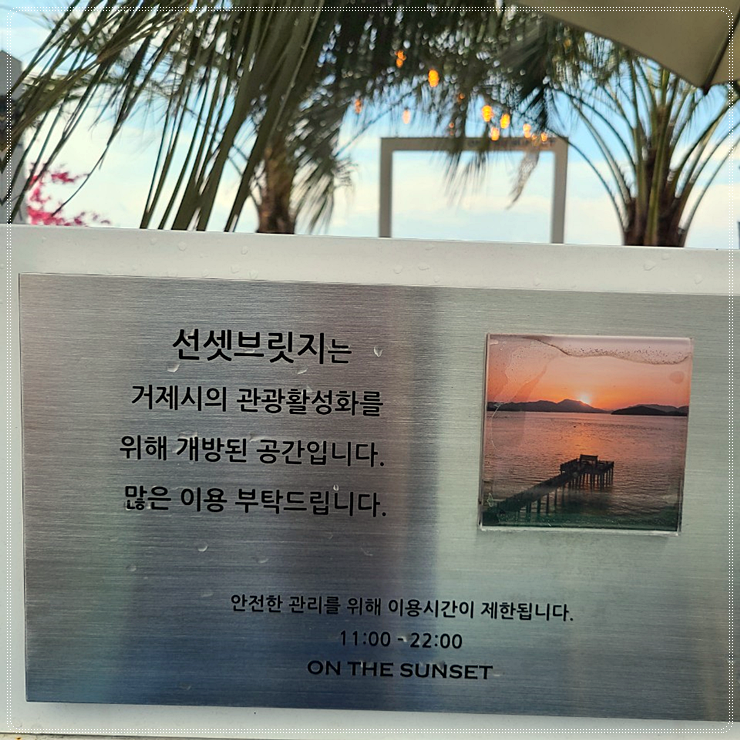 선셋브릿지는
거제시의 관광활성화를
위해 개방된 공간입니다.
많은 이용 부탁드립니다.
안전한 관리를 위해 이용시간이 제한됩니다.
11:00 - 22:00
ON THE SUNSET